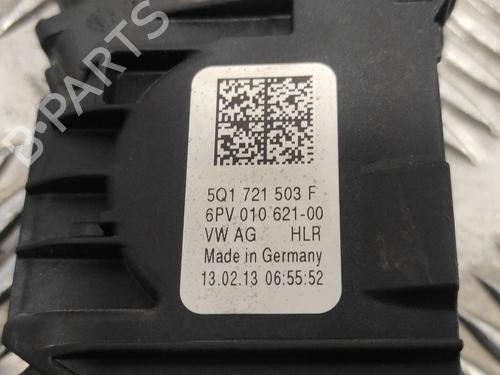 B-PARTS
5Q1 721 503 F
6PV 010 621-00
VW AG HLR
Made in Germany
13.02.13 06:55:52